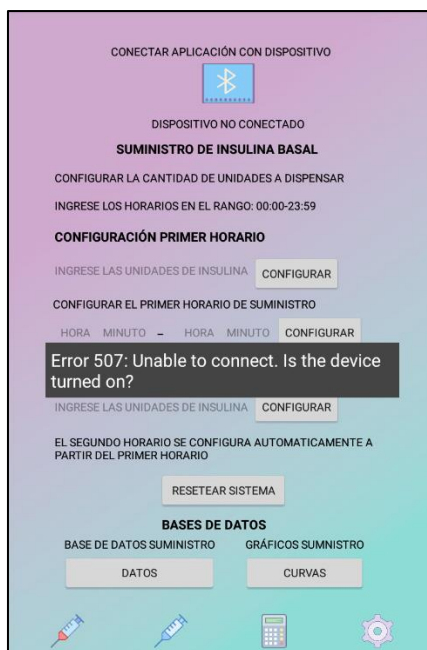 CONECTAR APLICACIÓN CON DISPOSITIVO
DISPOSITIVO NO CONECTADO
SUMINISTRO DE INSULINA BASAL
CONFIGURAR LA CANTIDAD DE UNIDADES A DISPENSAR
INGRESE LOS HORARIOS EN EL RANGO: 00:00-23:59
CONFIGURACIÓN PRIMER HORARIO
INGRESE LAS UNIDADES DE INSULINA CONFIGURAR
CONFIGURAR EL PRIMER HORARIO DE SUMINISTRO
HORA MINUTO – HORA MINUTO CONFIGURAR
Error 507: Unable to connect. Is the device
turned on?
INGRESE LAS UNIDADES DE INSULINA CONFIGURAR
EL SEGUNDO HORARIO SE CONFIGURA AUTOMATICAMENTE A
PARTIR DEL PRIMER HORARIO
RESETEAR SISTEMA
BASES DE DATOS
BASE DE DATOS SUMINISTRO GRÁFICOS SUMNISTRO
DATOS CURVAS